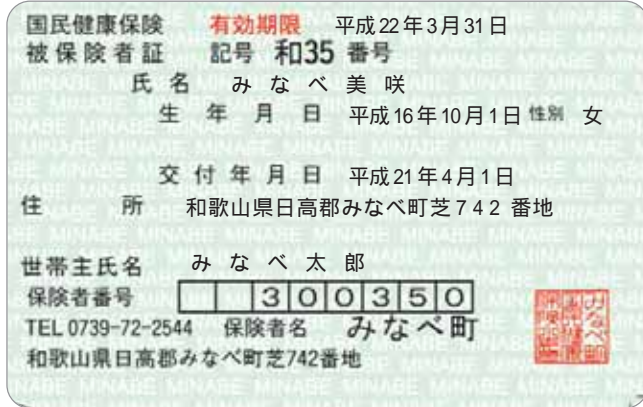 国民健康保険 有効期限 平成22年3月31日
被保険者証 記号 和35 番号
氏名 みなべ美咲
生年月日 平成16年10月1日 性別 女
交付年月日 平成21年4月1日
住所 和歌山県日高郡みなべ町芝742番地
世帯主氏名 みなべ太郎
保険者番号 300350
TEL 0739-72-2544 保険者名 みなべ町
和歌山県日高郡みなべ町芝742番地